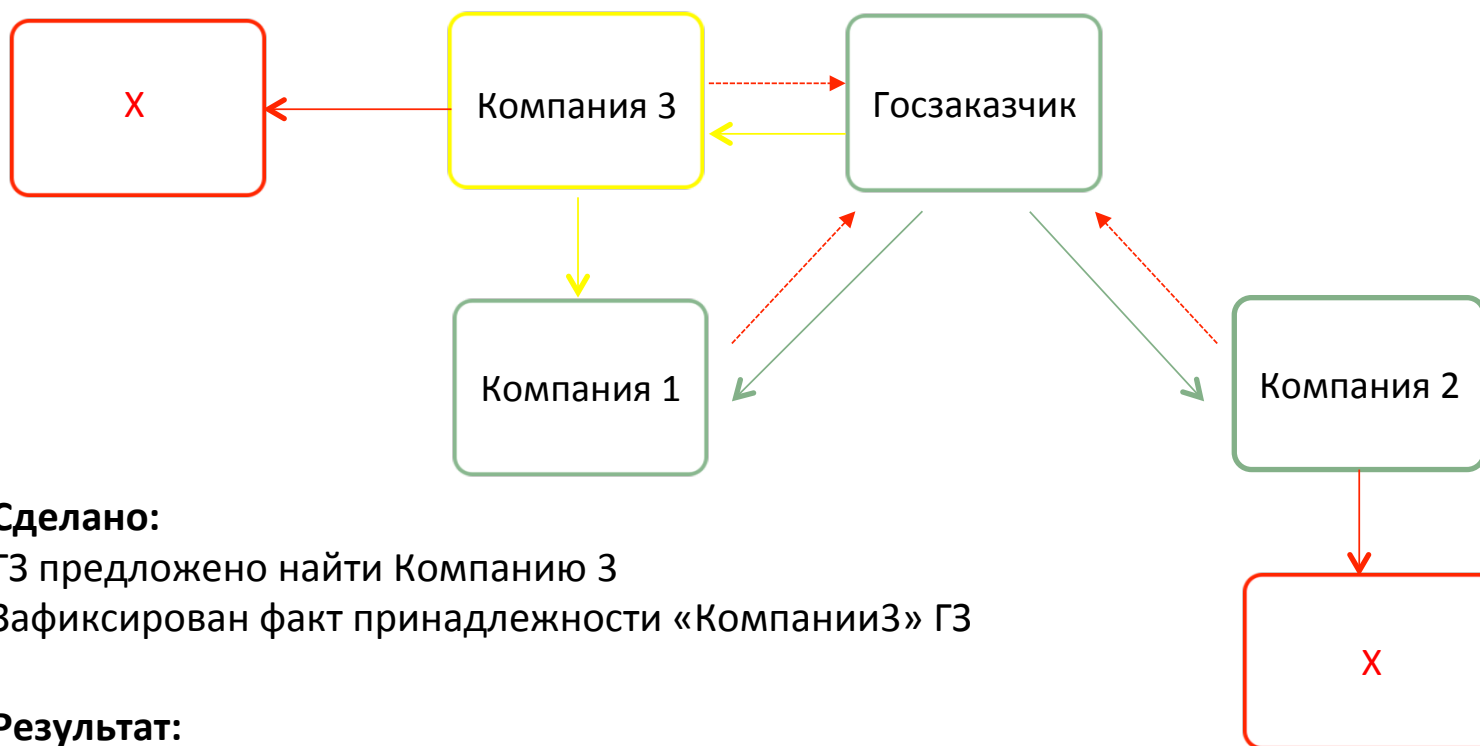 X
Компания 3
Госзаказчик
Компания 1
Компания 2
Сделано:
ГЗ предложено найти Компанию 3
Зафиксирован факт принадлежности «Компании3» ГЗ
X
Результат: